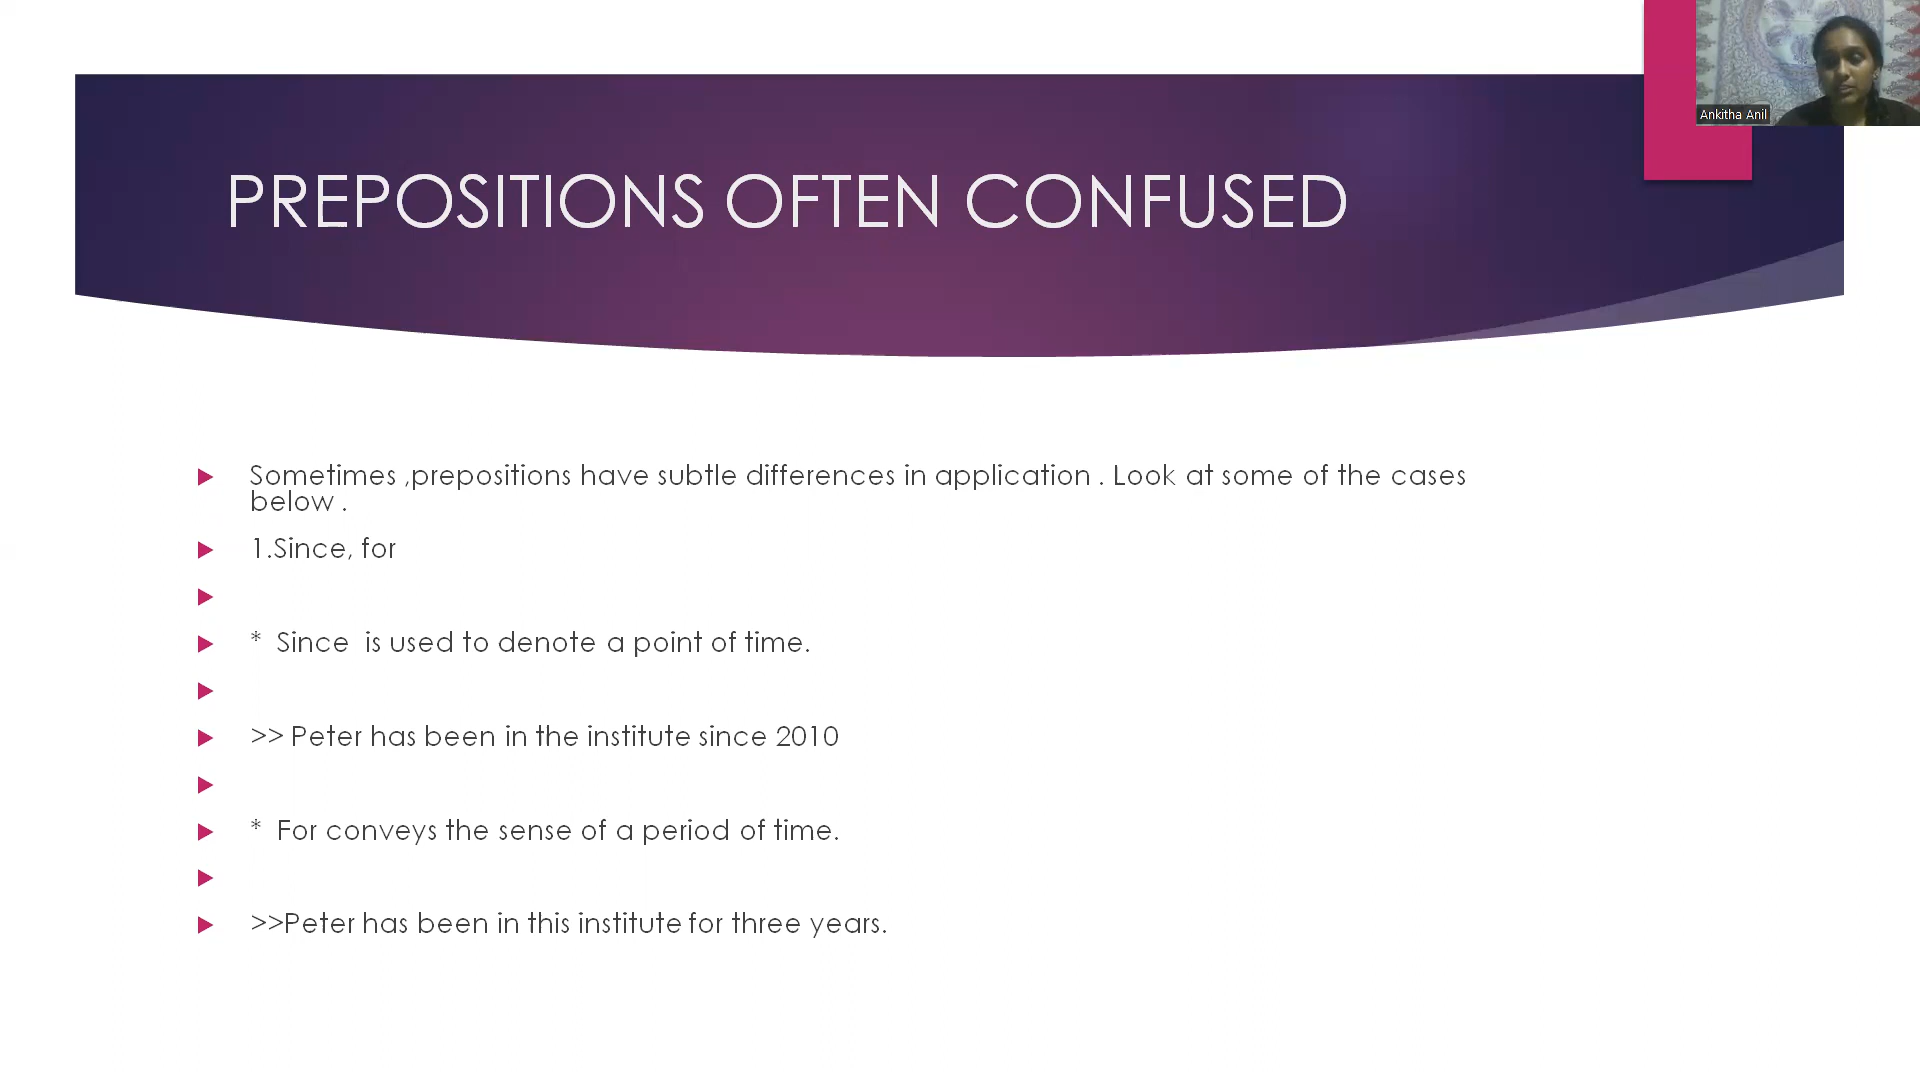 Ankitha Anil
PREPOSITIONS OFTEN CONFUSED
Sometimes ,prepositions have subtle differences in application . Look at some of the cases
below .
1.Since, for
* Since  is used to denote a point of time.
>> Peter has been in the institute since 2010
* For conveys the sense of a period of time.
>>Peter has been in this institute for three years.